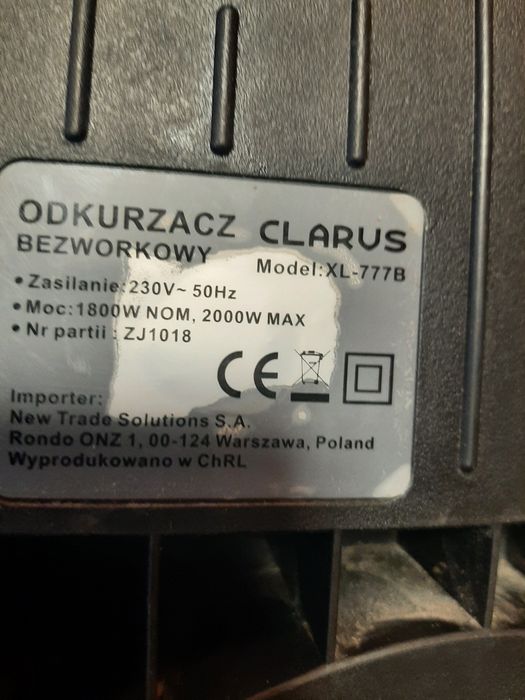 ODKURZACZ CLARUS
BEZWORKOWY
Model:XL-777B
• Zasilanie:230V~ 50Hz
• Moc:1800W NOM, 2000W MAX
• Nr partii : ZJ1018
CE
Importer:
New Trade Solutions S.A.
Rondo ONZ 1, 00-124 Warszawa, Poland
Wyprodukowano w ChRL